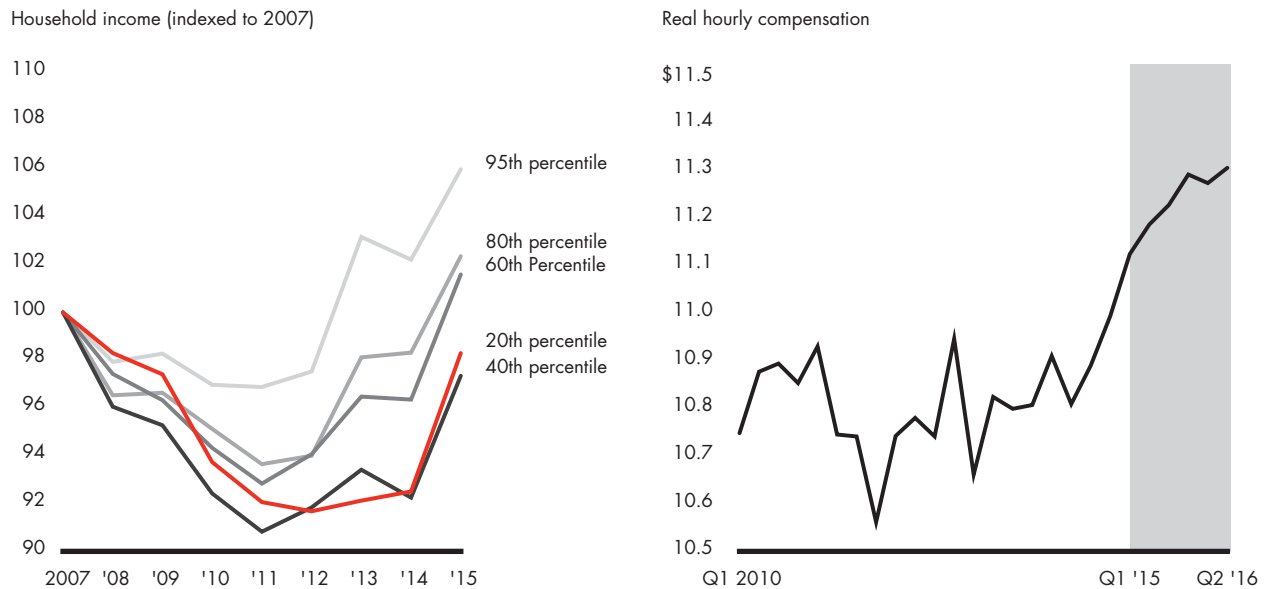 Household income (indexed to 2007)
110
108
106
104
102
100
98
96
94
92
90
2007 '08 '09 '10 '11 '12 '13 '14 '15
95th percentile
80th percentile
60th Percentile
20th percentile
40th percentile
Real hourly compensation
$11.5
11.4
11.3
11.2
11.1
11.0
10.9
10.8
10.7
10.6
10.5
Q1 2010 Q1 '15 Q2 '16